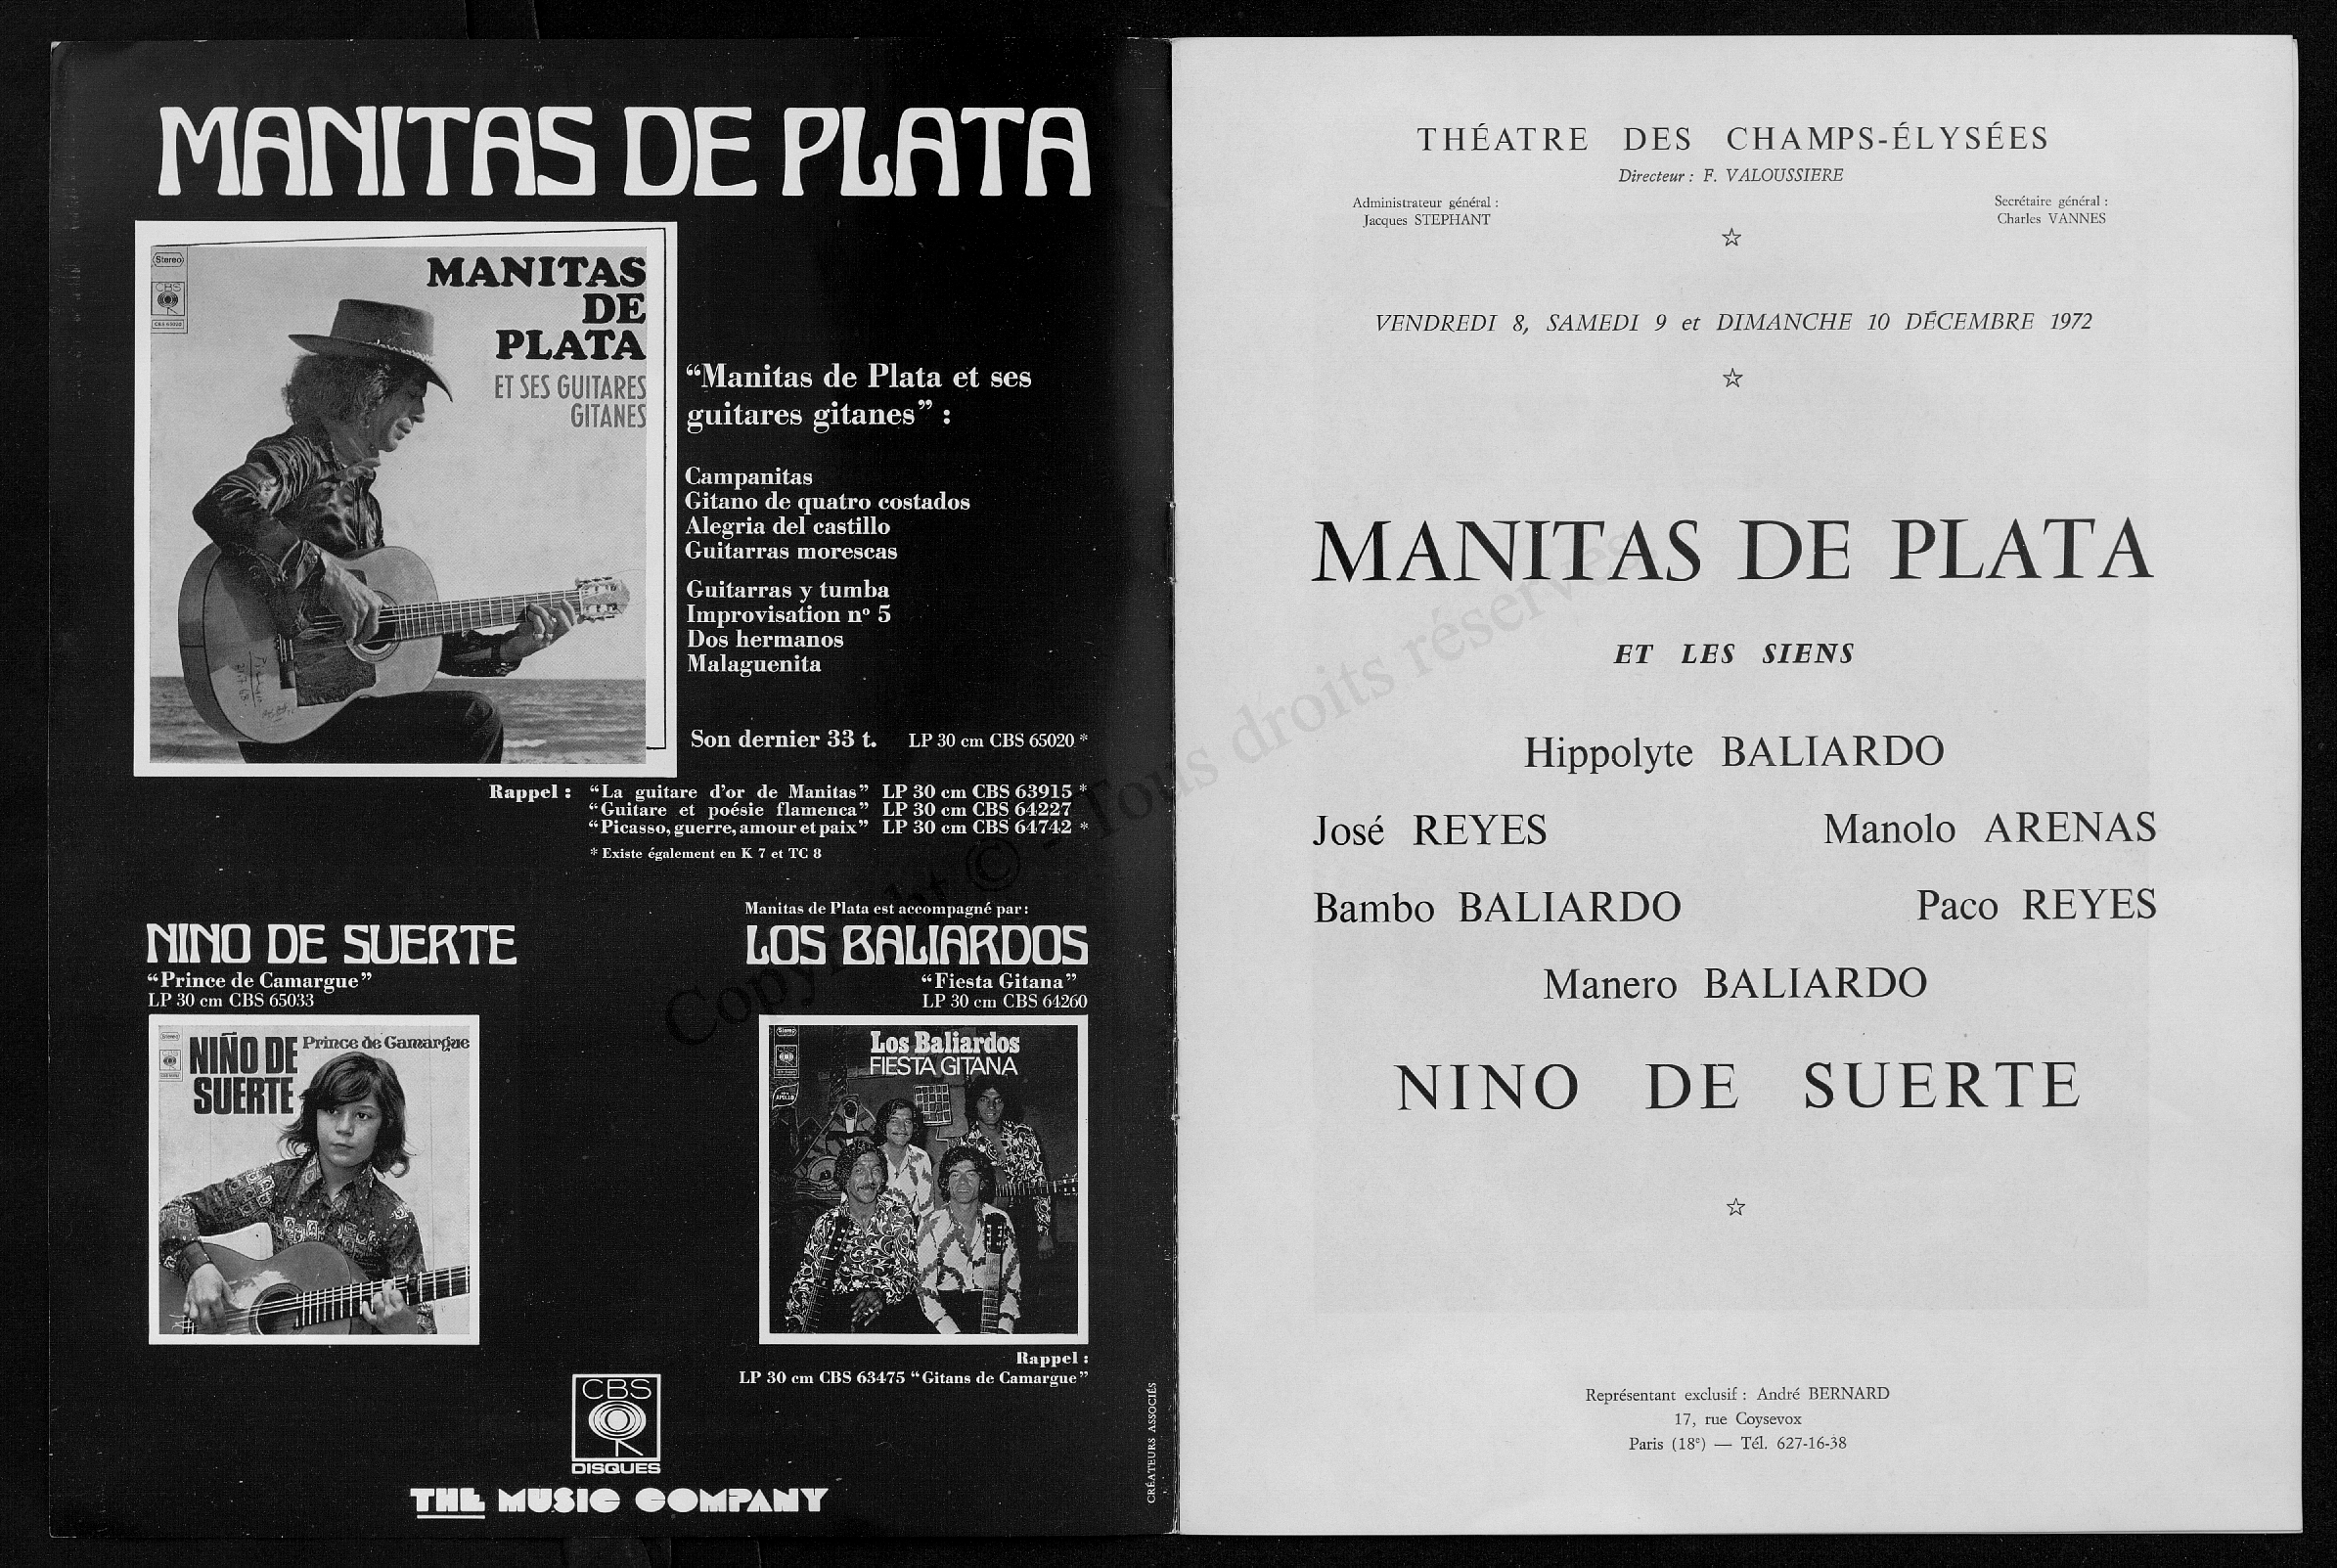 MANITAS DE PLATA
Stereo
CBS
MANITAS
DE
PLATA
ET SES GUITARES
GITANES
“Manitas de Plata et ses
guitares gitanes” :
Campanitas
Gitano de quatro costados
Alegria del castillo
Guitarras morescas
Guitarras y tumba
Improvisation nº 5
Dos hermanos
Malaguenita
Son dernier 33 t. LP 30 cm CBS 65020 *
Rappel : “La guitare d’or de Manitas” LP 30 cm CBS 63915 *
“Guitare et poésie flamenca” LP 30 cm CBS 64227
“Picasso, guerre, amour et paix” LP 30 cm CBS 64742 *
* Existe également en K 7 et TC 8
NINO DE SUERTE
“Prince de Camargue”
LP 30 cm CBS 65033
NIÑO DE
SUERTE
Prince de Camargue
Manitas de Plata est accompagné par :
LOS BALIARDOS
“Fiesta Gitana”
LP 30 cm CBS 64260
Stereo
Los Baliardos
FIESTA GITANA
Rappel :
LP 30 cm CBS 63475 “Gitans de Camargue”
CBS
DISQUES
THE MUSIC COMPANY
CRÉATEURS ASSOCIÉS
THÉATRE DES CHAMPS-ÉLYSÉES
Directeur : F. VALOUSSIERE
Administrateur général :
Jacques STEPHANT
Secrétaire général :
Charles VANNES
VENDREDI 8, SAMEDI 9 et DIMANCHE 10 DÉCEMBRE 1972
MANITAS DE PLATA
ET LES SIENS
Hippolyte BALIARDO
José REYES Manolo ARENAS
Bambo BALIARDO Paco REYES
Manero BALIARDO
NINO DE SUERTE
Représentant exclusif : André BERNARD
17, rue Coysevox
Paris (18e) — Tél. 627-16-38
Copyright © - Tous droits réservés.